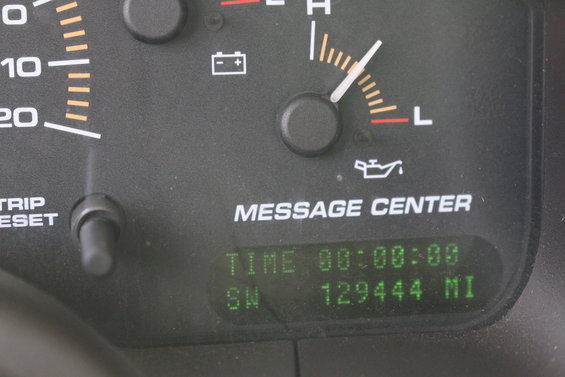 H
L
10
20
TRIP
RESET
MESSAGE CENTER
TIME 00:00:00
SW 129444 MI